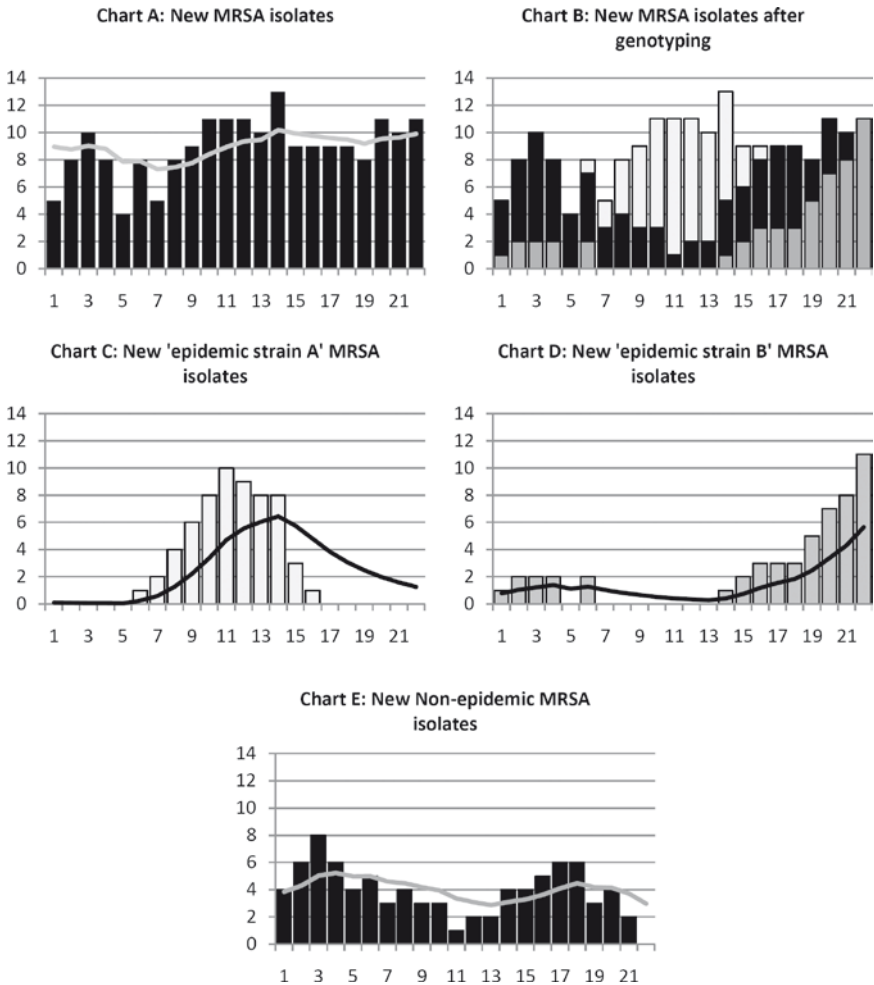 Chart A: New MRSA isolates
14
12
10
8
6
4
2
0
1 3 5 7 9 11 13 15 17 19 21
Chart B: New MRSA isolates after
genotyping
14
12
10
8
6
4
2
0
1 3 5 7 9 11 13 15 17 19 21
Chart C: New 'epidemic strain A' MRSA
isolates
14
12
10
8
6
4
2
0
1 3 5 7 9 11 13 15 17 19 21
Chart D: New 'epidemic strain B' MRSA
isolates
14
12
10
8
6
4
2
0
1 3 5 7 9 11 13 15 17 19 21
Chart E: New Non-epidemic MRSA
isolates
14
12
10
8
6
4
2
0
1 3 5 7 9 11 13 15 17 19 21